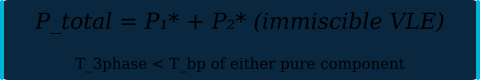 P_total = P₁* + P₂* (immiscible VLE)
T_3phase < T_bp of either pure component